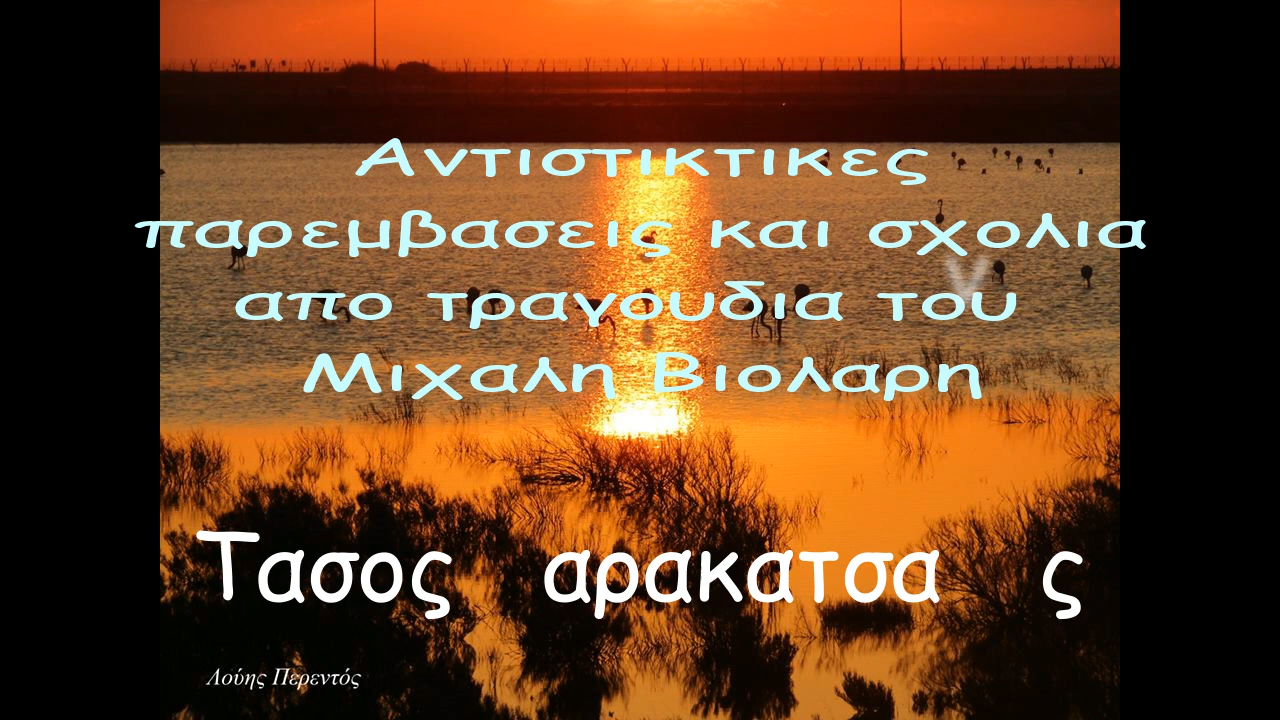 Αντιστικτικες
παρεμβασεις και σχολια
απο τραγουδια του
Μιχαλη Βιολαρη
Τασος αρακατσα ς
Λούης Περεντός